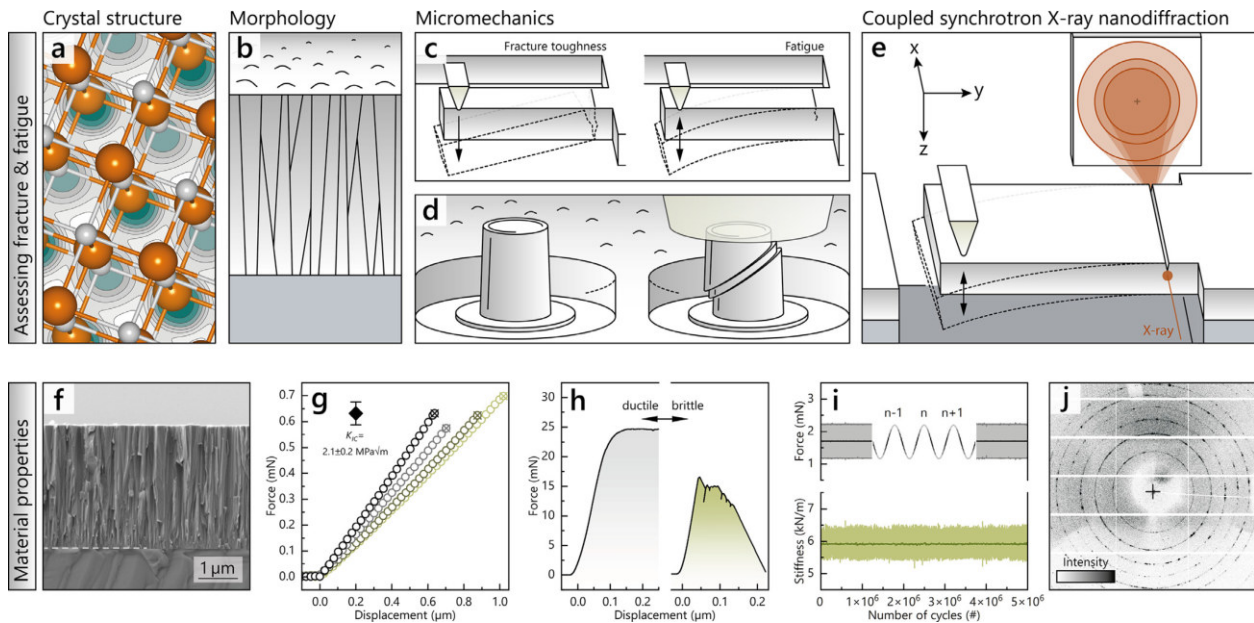 Crystal structure
Morphology
Micromechanics
Coupled synchrotron X-ray nanodiffraction
Assessing fracture & fatigue
a
b
c
Fracture toughness
Fatigue
d
e
x
y
z
X-ray
Material properties
f
1 µm
g
0.7
0.6
0.5
0.4
0.3
0.2
0.1
0.0
Force (mN)
K_IC=
2.1±0.2 MPa√m
0.0 0.2 0.4 0.6 0.8 1.0
Displacement (µm)
h
ductile
brittle
35
30
25
20
15
10
5
0
Force (mN)
0.0 0.1 0.2 0.0 0.1 0.2
Displacement (µm)
i
n-1 n n+1
3
2
1
Force (mN)
7
6
5
Stiffness (kN/m)
0 1×10⁶ 2×10⁶ 3×10⁶ 4×10⁶ 5×10⁶
Number of cycles (#)
j
Intensity